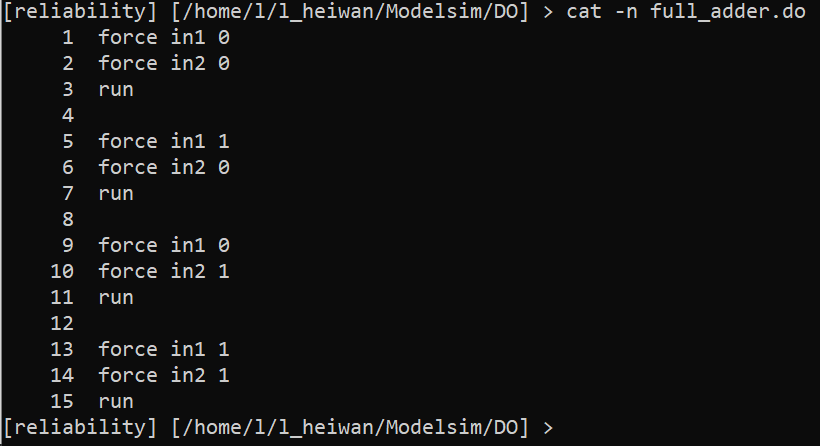 [reliability] [/home/l/l_heiwan/Modelsim/DO] > cat -n full_adder.do
     1  force in1 0
     2  force in2 0
     3  run
     4
     5  force in1 1
     6  force in2 0
     7  run
     8
     9  force in1 0
    10  force in2 1
    11  run
    12
    13  force in1 1
    14  force in2 1
    15  run
[reliability] [/home/l/l_heiwan/Modelsim/DO] >